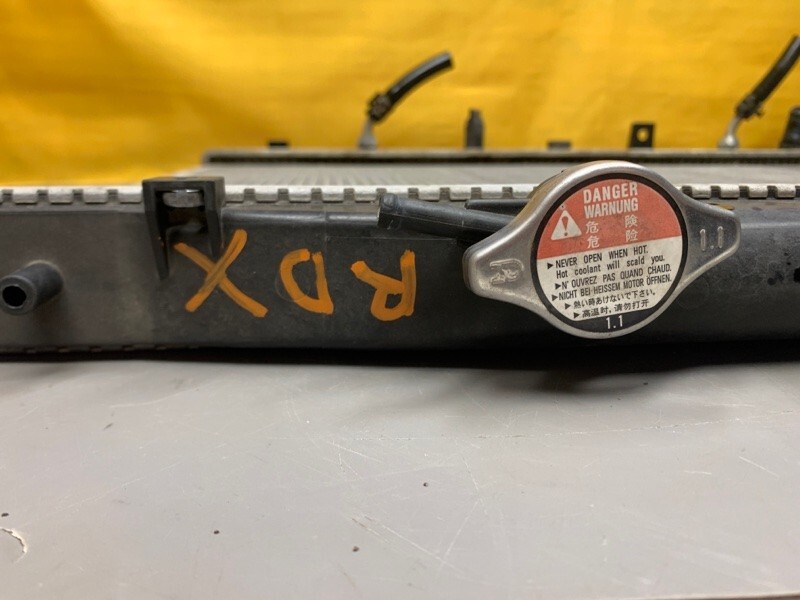 RDX
DANGER
WARNUNG
危 険
危 险
▶NEVER OPEN WHEN HOT.
Hot coolant will scald you.
▶N'OUVREZ PAS QUAND CHAUD.
▶NICHT BEI HEISSEM MOTOR ÖFFNEN.
▶熱い時あけないで下さい。
▶高温时,请勿打开
1.1
1.1